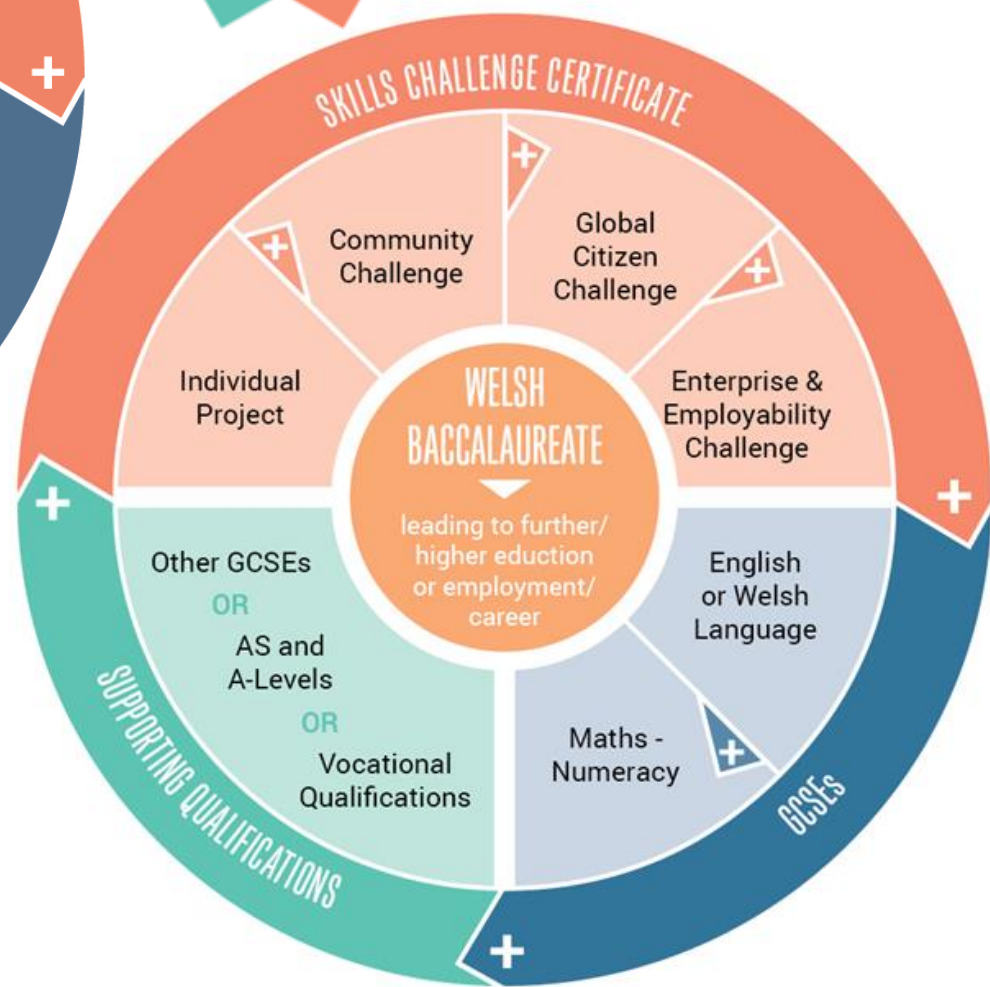 SKILLS CHALLENGE CERTIFICATE
+
+
+
+
Community
Challenge
+
Global
Citizen
Challenge
+
Individual
Project
Enterprise &
Employability
Challenge
WELSH
BACCALAUREATE
leading to further/
higher eduction
or employment/
career
+
+
Other GCSEs
OR
AS and
A-Levels
OR
Vocational
Qualifications
English
or Welsh
Language
Maths -
Numeracy
+
SUPPORTING QUALIFICATIONS
GCSEs